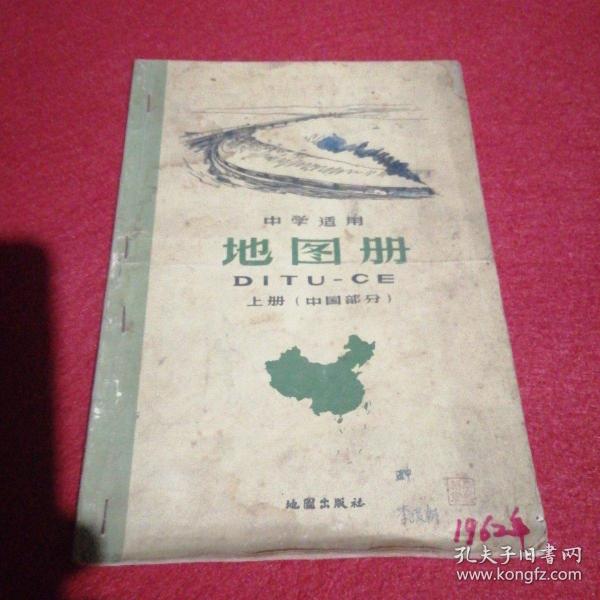 中学适用
地图册
DITU-CE
上册（中国部分）
地圖出版社
1962年
孔夫子旧书网
www.kongfz.com